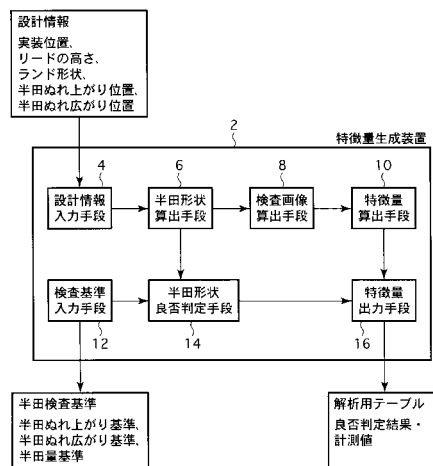 設計情報
実装位置、
リードの高さ、
ランド形状、
半田ぬれ上がり位置、
半田ぬれ広がり位置
2
特徴量生成装置
4
6
8
10
設計情報
入力手段
半田形状
算出手段
検査画像
算出手段
特徴量
算出手段
検査基準
入力手段
半田形状
良否判定手段
特徴量
出力手段
12
14
16
半田検査基準
半田ぬれ上がり基準、
半田ぬれ広がり基準、
半田量基準
解析用テーブル
良否判定結果・
計測値